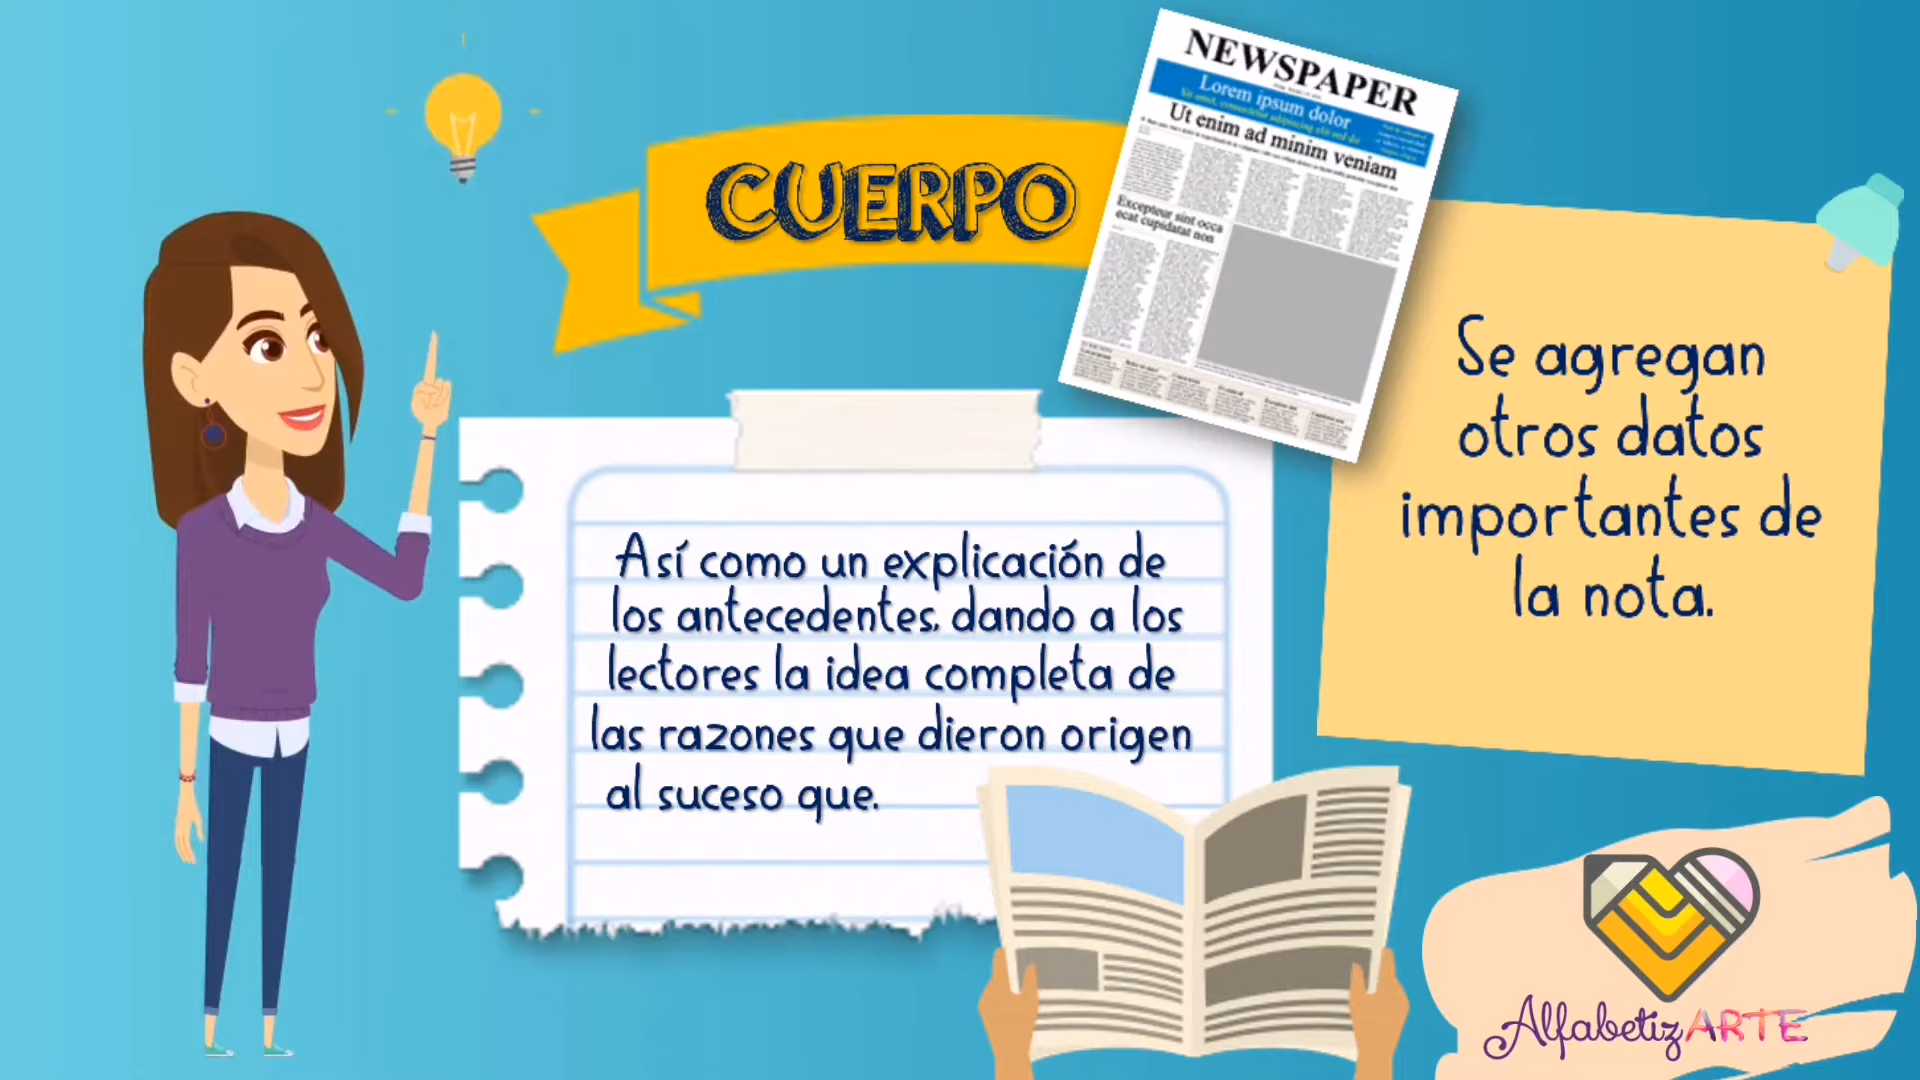 CUERPO
NEWSPAPER
Lorem ipsum dolor
Ut enim ad minim veniam
Excepteur sint occa
ecat cupidatat non
Se agregan
otros datos
importantes de
la nota.
Así como un explicación de
los antecedentes, dando a los
lectores la idea completa de
las razones que dieron origen
al suceso que.
AlfabetizARTE